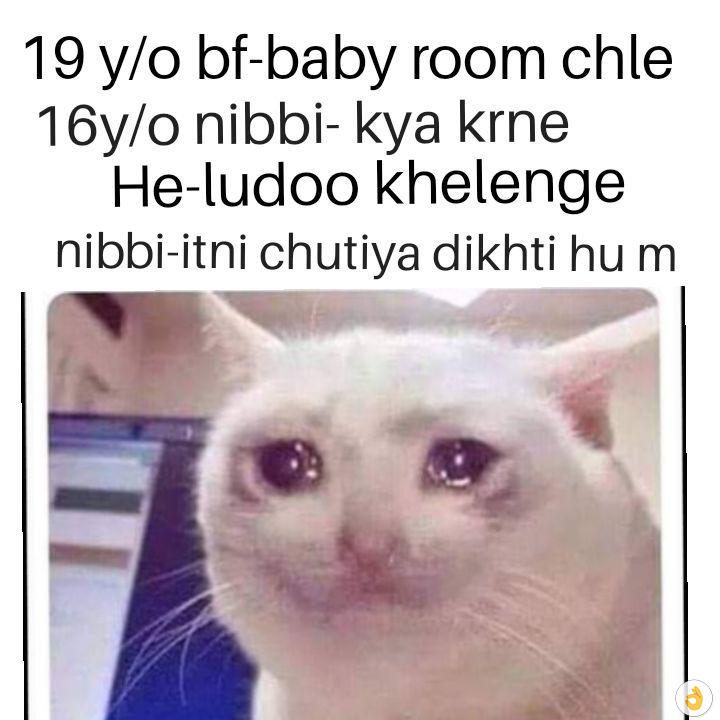 19 y/o bf-baby room chle
16y/o nibbi- kya krne
He-ludoo khelenge
nibbi-itni chutiya dikhti hu m